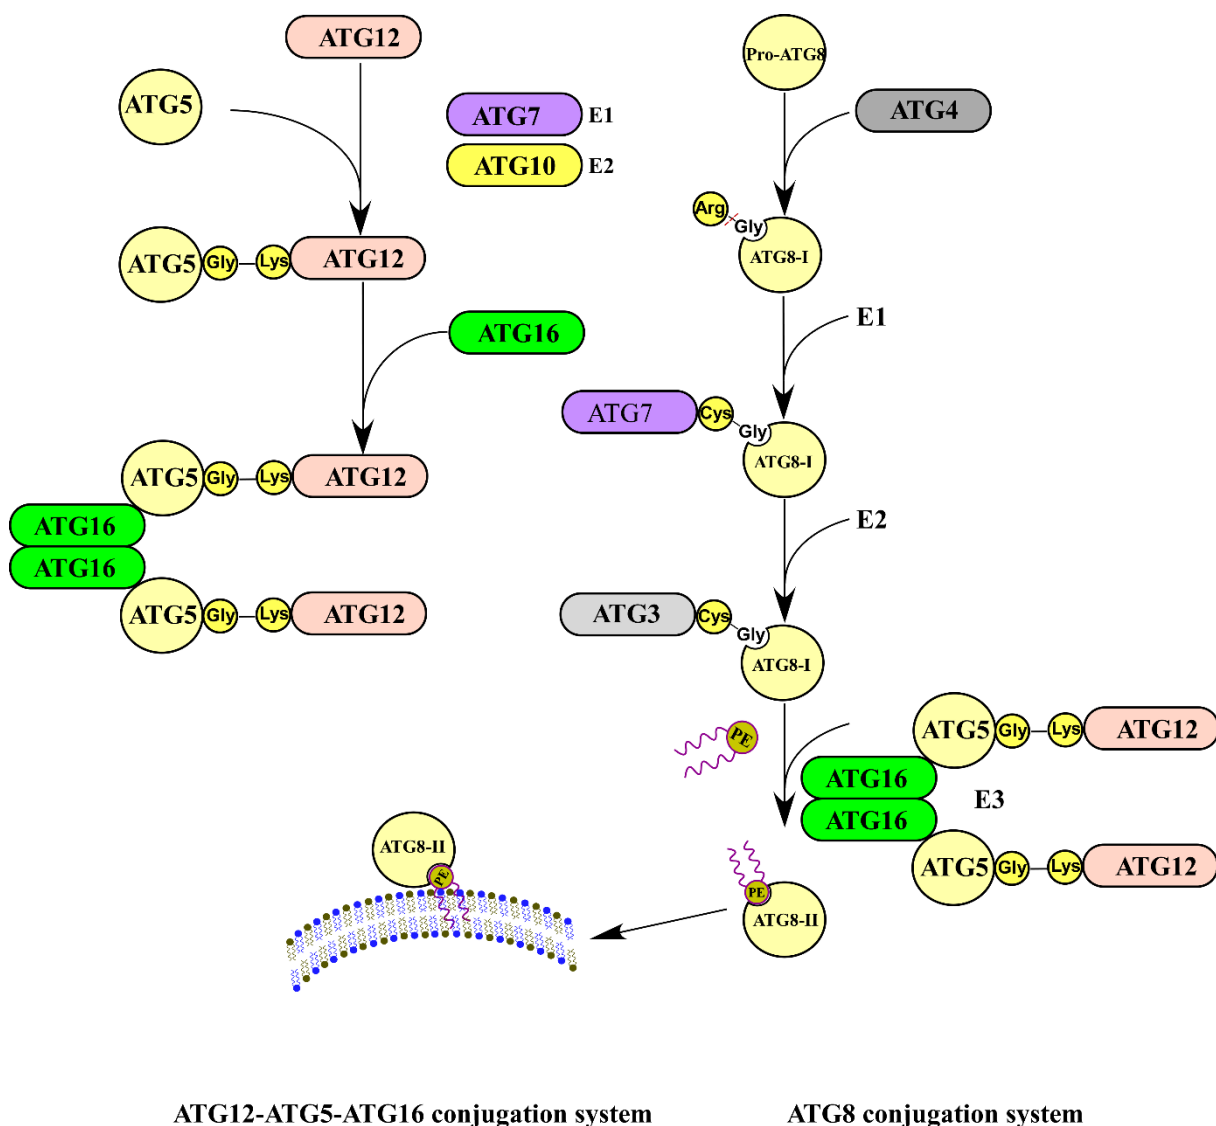 ATG12
ATG5
ATG7 E1
ATG10 E2
ATG5 Gly Lys ATG12
ATG16
ATG5 Gly Lys ATG12
ATG16
ATG16
ATG5 Gly Lys ATG12
Pro-ATG8
ATG4
Arg
Gly
ATG8-I
E1
ATG7 Cys
Gly
ATG8-I
E2
ATG3 Cys
Gly
ATG8-I
PE
ATG5 Gly Lys ATG12
ATG16
E3
ATG16
ATG5 Gly Lys ATG12
PE
ATG8-II
ATG8-II
PE
ATG12-ATG5-ATG16 conjugation system
ATG8 conjugation system